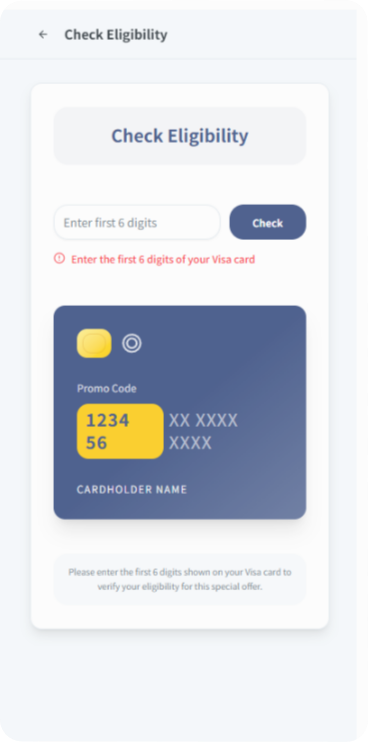 Check Eligibility
Check Eligibility
Enter first 6 digits
Check
Enter the first 6 digits of your Visa card
Promo Code
1234 XX XXXX
56 XXXX
CARDHOLDER NAME
Please enter the first 6 digits shown on your Visa card to
verify your eligibility for this special offer.